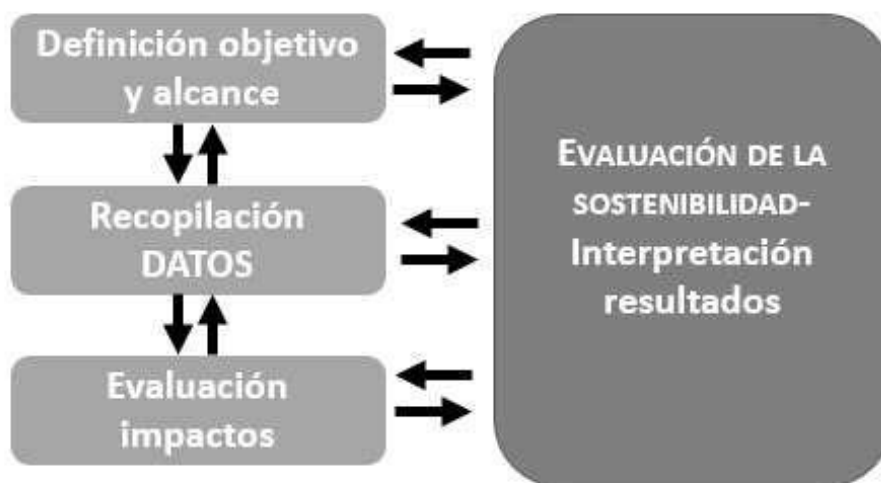 Definición objetivo
y alcance
Recopilación
DATOS
Evaluación
impactos
EVALUACIÓN DE LA
SOSTENIBILIDAD-
Interpretación
resultados